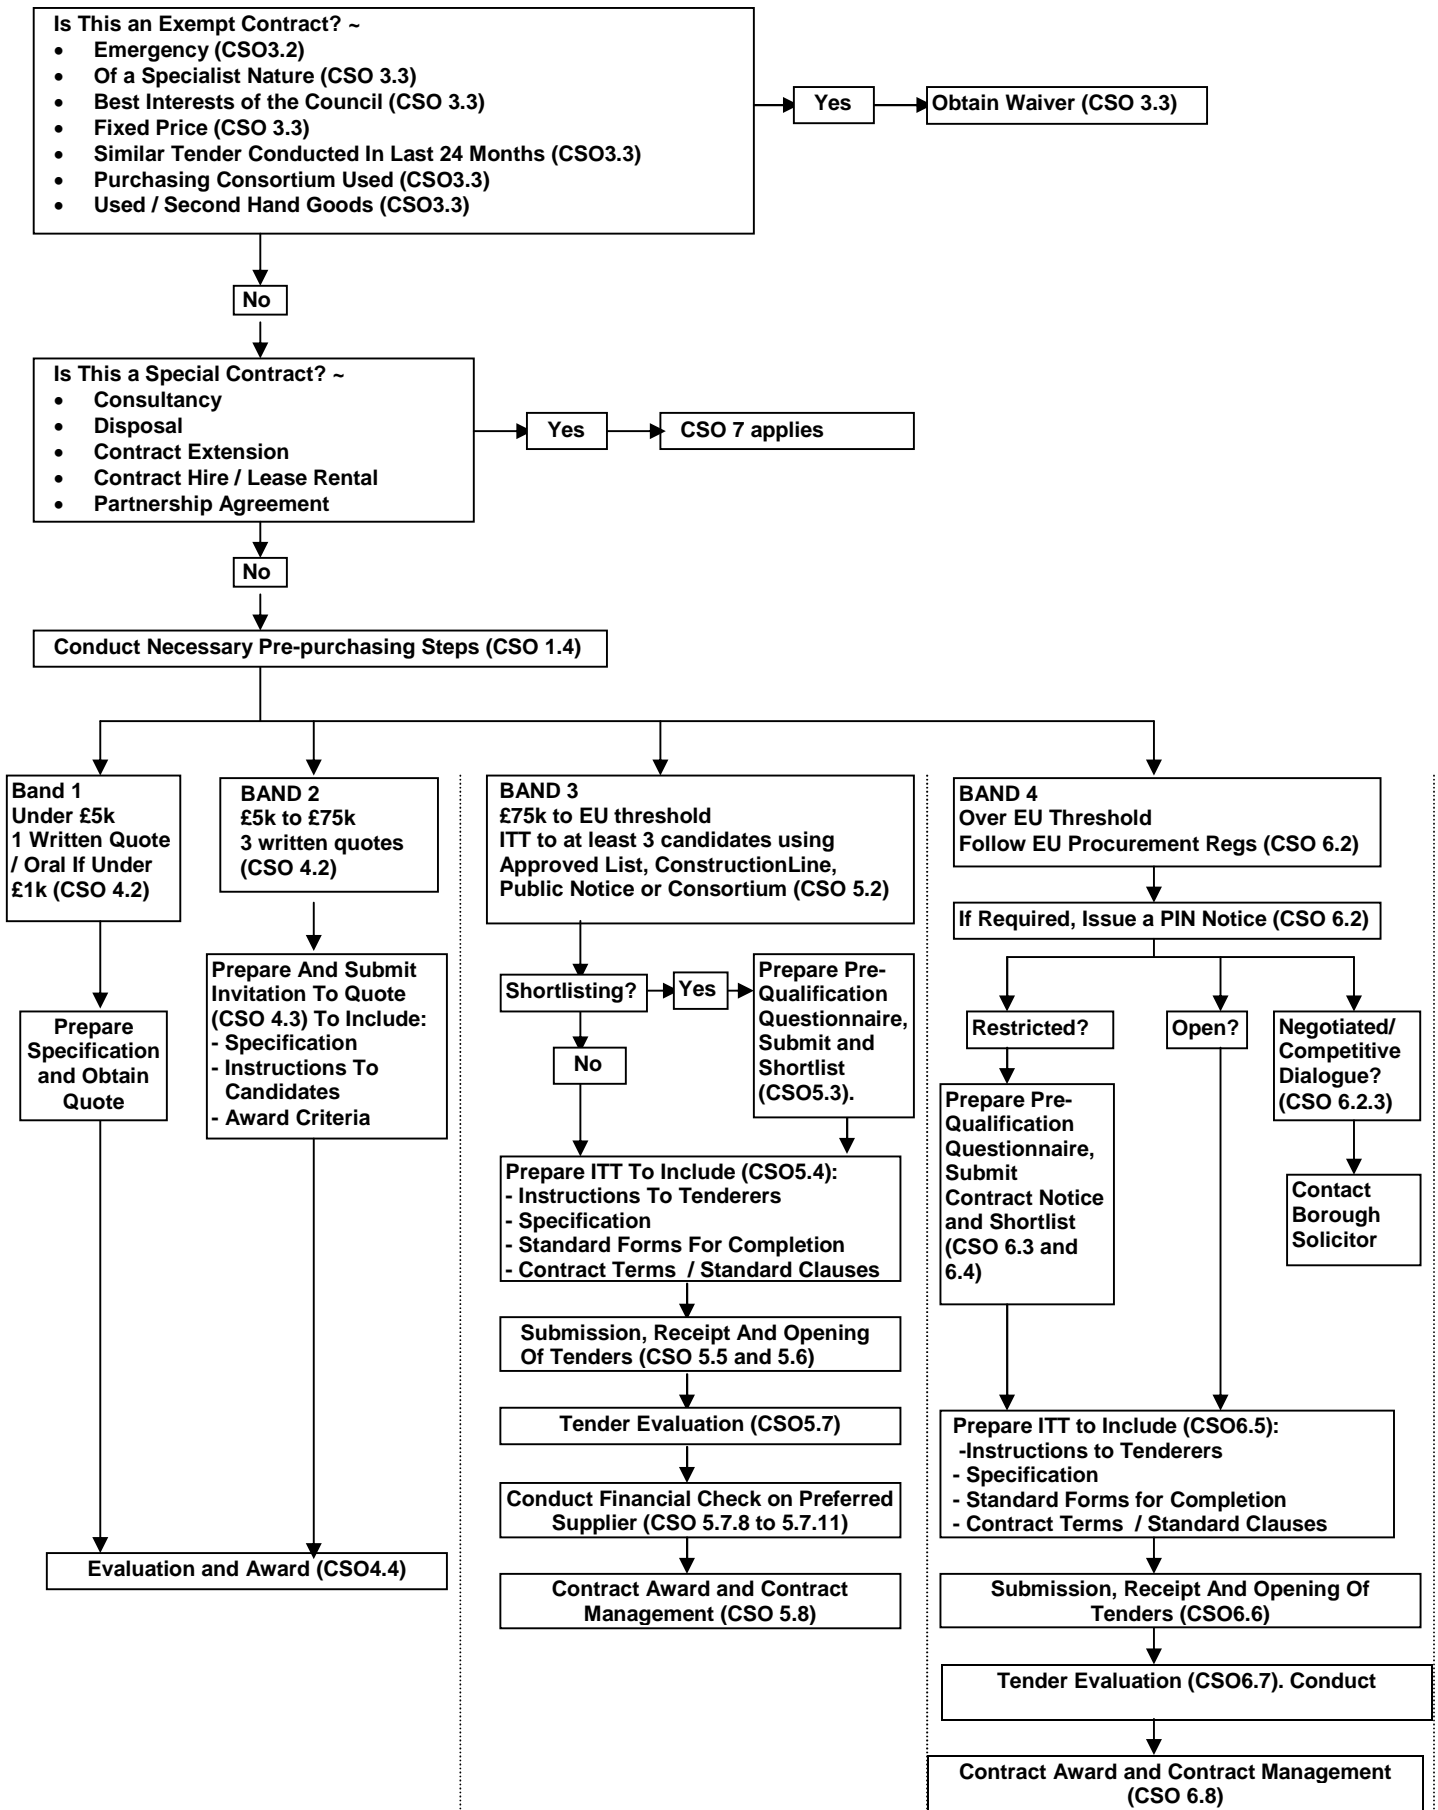 Is This an Exempt Contract? ~
• Emergency (CSO3.2)
• Of a Specialist Nature (CSO 3.3)
• Best Interests of the Council (CSO 3.3)
• Fixed Price (CSO 3.3)
• Similar Tender Conducted In Last 24 Months (CSO3.3)
• Purchasing Consortium Used (CSO3.3)
• Used / Second Hand Goods (CSO3.3)
Yes
Obtain Waiver (CSO 3.3)
No
Is This a Special Contract? ~
• Consultancy
• Disposal
• Contract Extension
• Contract Hire / Lease Rental
• Partnership Agreement
Yes
CSO 7 applies
No
Conduct Necessary Pre-purchasing Steps (CSO 1.4)
Band 1
Under £5k
1 Written Quote
/ Oral If Under
£1k (CSO 4.2)
Prepare
Specification
and Obtain
Quote
BAND 2
£5k to £75k
3 written quotes
(CSO 4.2)
Prepare And Submit
Invitation To Quote
(CSO 4.3) To Include:
- Specification
- Instructions To
Candidates
- Award Criteria
Evaluation and Award (CSO4.4)
BAND 3
£75k to EU threshold
ITT to at least 3 candidates using
Approved List, ConstructionLine,
Public Notice or Consortium (CSO 5.2)
Shortlisting?
Yes
Prepare Pre-
Qualification
Questionnaire,
Submit and
Shortlist
(CSO5.3).
No
Prepare ITT To Include (CSO5.4):
- Instructions To Tenderers
- Specification
- Standard Forms For Completion
- Contract Terms / Standard Clauses
Submission, Receipt And Opening
Of Tenders (CSO 5.5 and 5.6)
Tender Evaluation (CSO5.7)
Conduct Financial Check on Preferred
Supplier (CSO 5.7.8 to 5.7.11)
Contract Award and Contract
Management (CSO 5.8)
BAND 4
Over EU Threshold
Follow EU Procurement Regs (CSO 6.2)
If Required, Issue a PIN Notice (CSO 6.2)
Restricted?
Open?
Negotiated/
Competitive
Dialogue?
(CSO 6.2.3)
Prepare Pre-
Qualification
Questionnaire,
Submit
Contract Notice
and Shortlist
(CSO 6.3 and
6.4)
Contact
Borough
Solicitor
Prepare ITT to Include (CSO6.5):
-Instructions to Tenderers
- Specification
- Standard Forms for Completion
- Contract Terms / Standard Clauses
Submission, Receipt And Opening Of
Tenders (CSO6.6)
Tender Evaluation (CSO6.7). Conduct
Contract Award and Contract Management
(CSO 6.8)